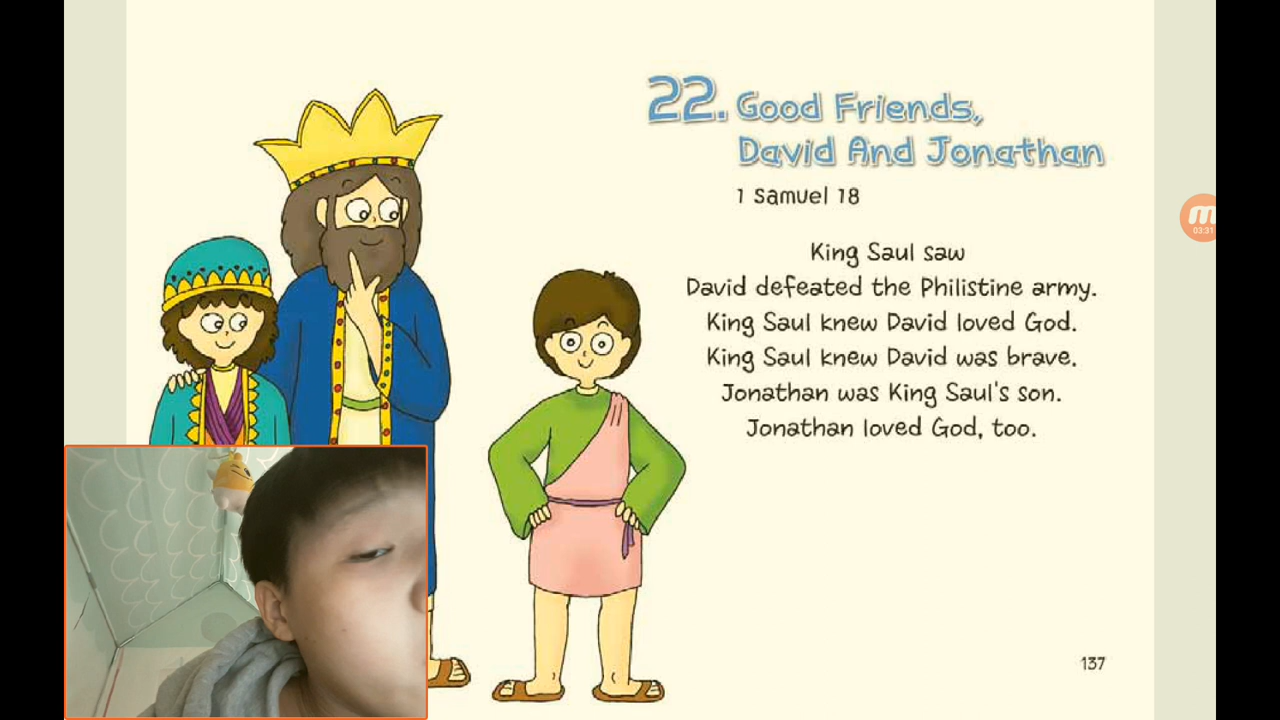 22. Good Friends,
David And Jonathan
1 Samuel 18
King Saul saw
David defeated the Philistine army.
King Saul knew David loved God.
King Saul knew David was brave.
Jonathan was King Saul's son.
Jonathan loved God, too.
137
03:31